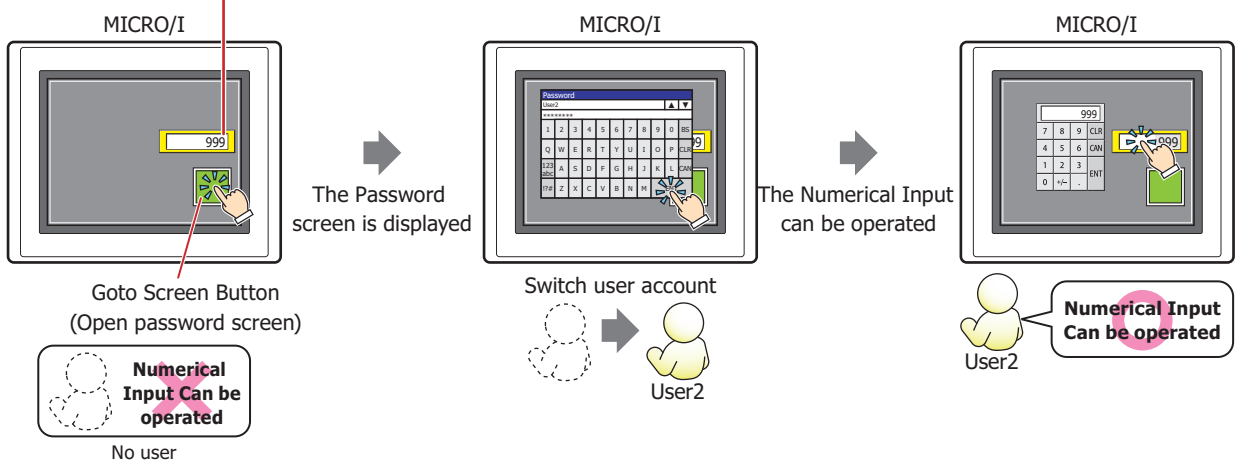 MICRO/I
MICRO/I
MICRO/I
999
The Password
screen is displayed
Goto Screen Button
(Open password screen)
Numerical
Input Can be
operated
No user
Password
User2
▲ ▼
********
1 2 3 4 5 6 7 8 9 0 BS
Q W E R T Y U I O P CLR
123
abc A S D F G H J K L CAN
!?# Z X C V B N M
The Numerical Input
can be operated
Switch user account
User2
999
7 8 9 CLR
4 5 6 CAN
1 2 3
0 +/- . ENT
999
User2
Numerical Input
Can be operated